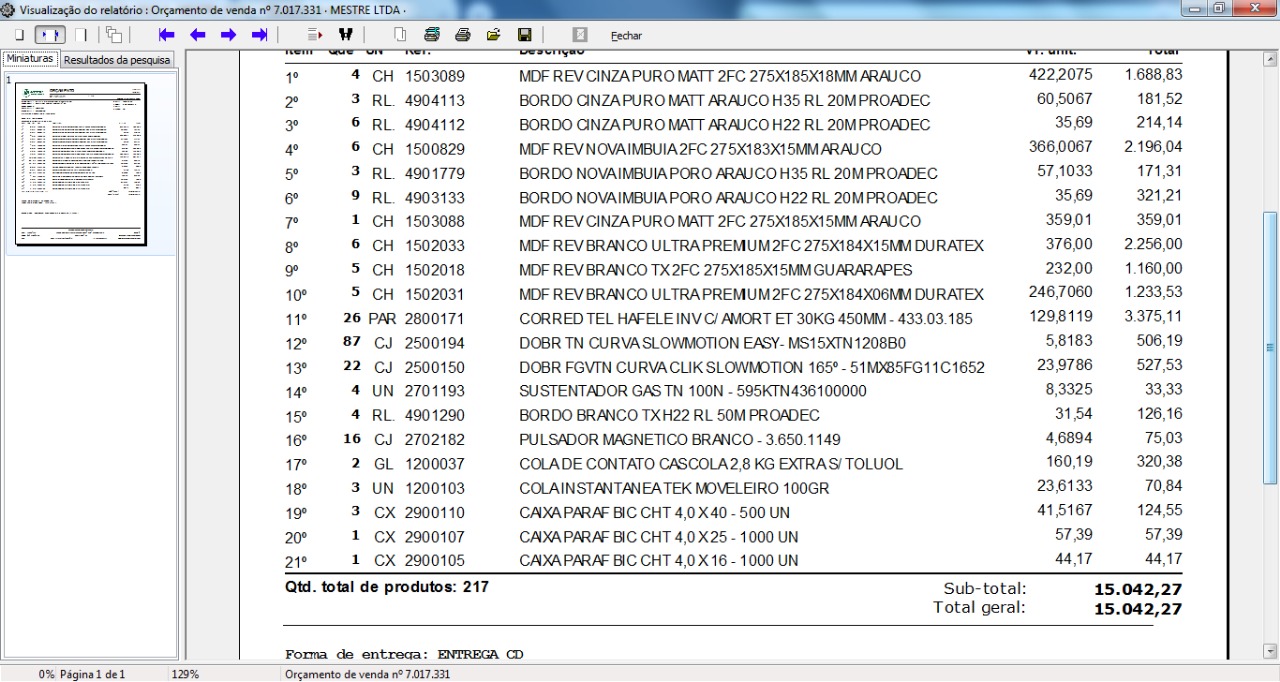 Visualização do relatório : Orçamento de venda nº 7.017.331 · MESTRE LTDA ·
Fechar
Miniaturas Resultados da pesquisa
1
Item Qde UN Ref. Descrição Vr. unit. Total
1º 4 CH 1503089 MDF REV CINZA PURO MATT 2FC 275X185X18MM ARAUCO 422,2075 1.688,83
2º 3 RL. 4904113 BORDO CINZA PURO MATT ARAUCO H35 RL 20M PROADEC 60,5067 181,52
3º 6 RL. 4904112 BORDO CINZA PURO MATT ARAUCO H22 RL 20M PROADEC 35,69 214,14
4º 6 CH 1500829 MDF REV NOVA IMBUIA 2FC 275X183X15MM ARAUCO 366,0067 2.196,04
5º 3 RL. 4901779 BORDO NOVA IMBUIA PORO ARAUCO H35 RL 20M PROADEC 57,1033 171,31
6º 9 RL. 4903133 BORDO NOVA IMBUIA PORO ARAUCO H22 RL 20M PROADEC 35,69 321,21
7º 1 CH 1503088 MDF REV CINZA PURO MATT 2FC 275X185X15MM ARAUCO 359,01 359,01
8º 6 CH 1502033 MDF REV BRANCO ULTRA PREMIUM 2FC 275X184X15MM DURATEX 376,00 2.256,00
9º 5 CH 1502018 MDF REV BRANCO TX 2FC 275X185X15MM GUARARAPES 232,00 1.160,00
10º 5 CH 1502031 MDF REV BRANCO ULTRA PREMIUM 2FC 275X184X06MM DURATEX 246,7060 1.233,53
11º 26 PAR 2800171 CORRED TEL HAFELE INV C/ AMORT ET 30KG 450MM - 433.03.185 129,8119 3.375,11
12º 87 CJ 2500194 DOBR TN CURVA SLOWMOTION EASY- MS15XTN1208B0 5,8183 506,19
13º 22 CJ 2500150 DOBR FGVTN CURVA CLIK SLOWMOTION 165º - 51MX85FG11C1652 23,9786 527,53
14º 4 UN 2701193 SUSTENTADOR GAS TN 100N - 595KTN436100000 8,3325 33,33
15º 4 RL. 4901290 BORDO BRANCO TX H22 RL 50M PROADEC 31,54 126,16
16º 16 CJ 2702182 PULSADOR MAGNETICO BRANCO - 3.650.1149 4,6894 75,03
17º 2 GL 1200037 COLA DE CONTATO CASCOLA 2,8 KG EXTRA S/ TOLUOL 160,19 320,38
18º 3 UN 1200103 COLA INSTANTANEA TEK MOVELEIRO 100GR 23,6133 70,84
19º 3 CX 2900110 CAIXA PARAF BIC CHT 4,0 X 40 - 500 UN 41,5167 124,55
20º 1 CX 2900107 CAIXA PARAF BIC CHT 4,0 X 25 - 1000 UN 57,39 57,39
21º 1 CX 2900105 CAIXA PARAF BIC CHT 4,0 X 16 - 1000 UN 44,17 44,17
Qtd. total de produtos: 217 Sub-total: 15.042,27
Total geral: 15.042,27
Forma de entrega: ENTREGA CD
0% Página 1 de 1 129% Orçamento de venda nº 7.017.331